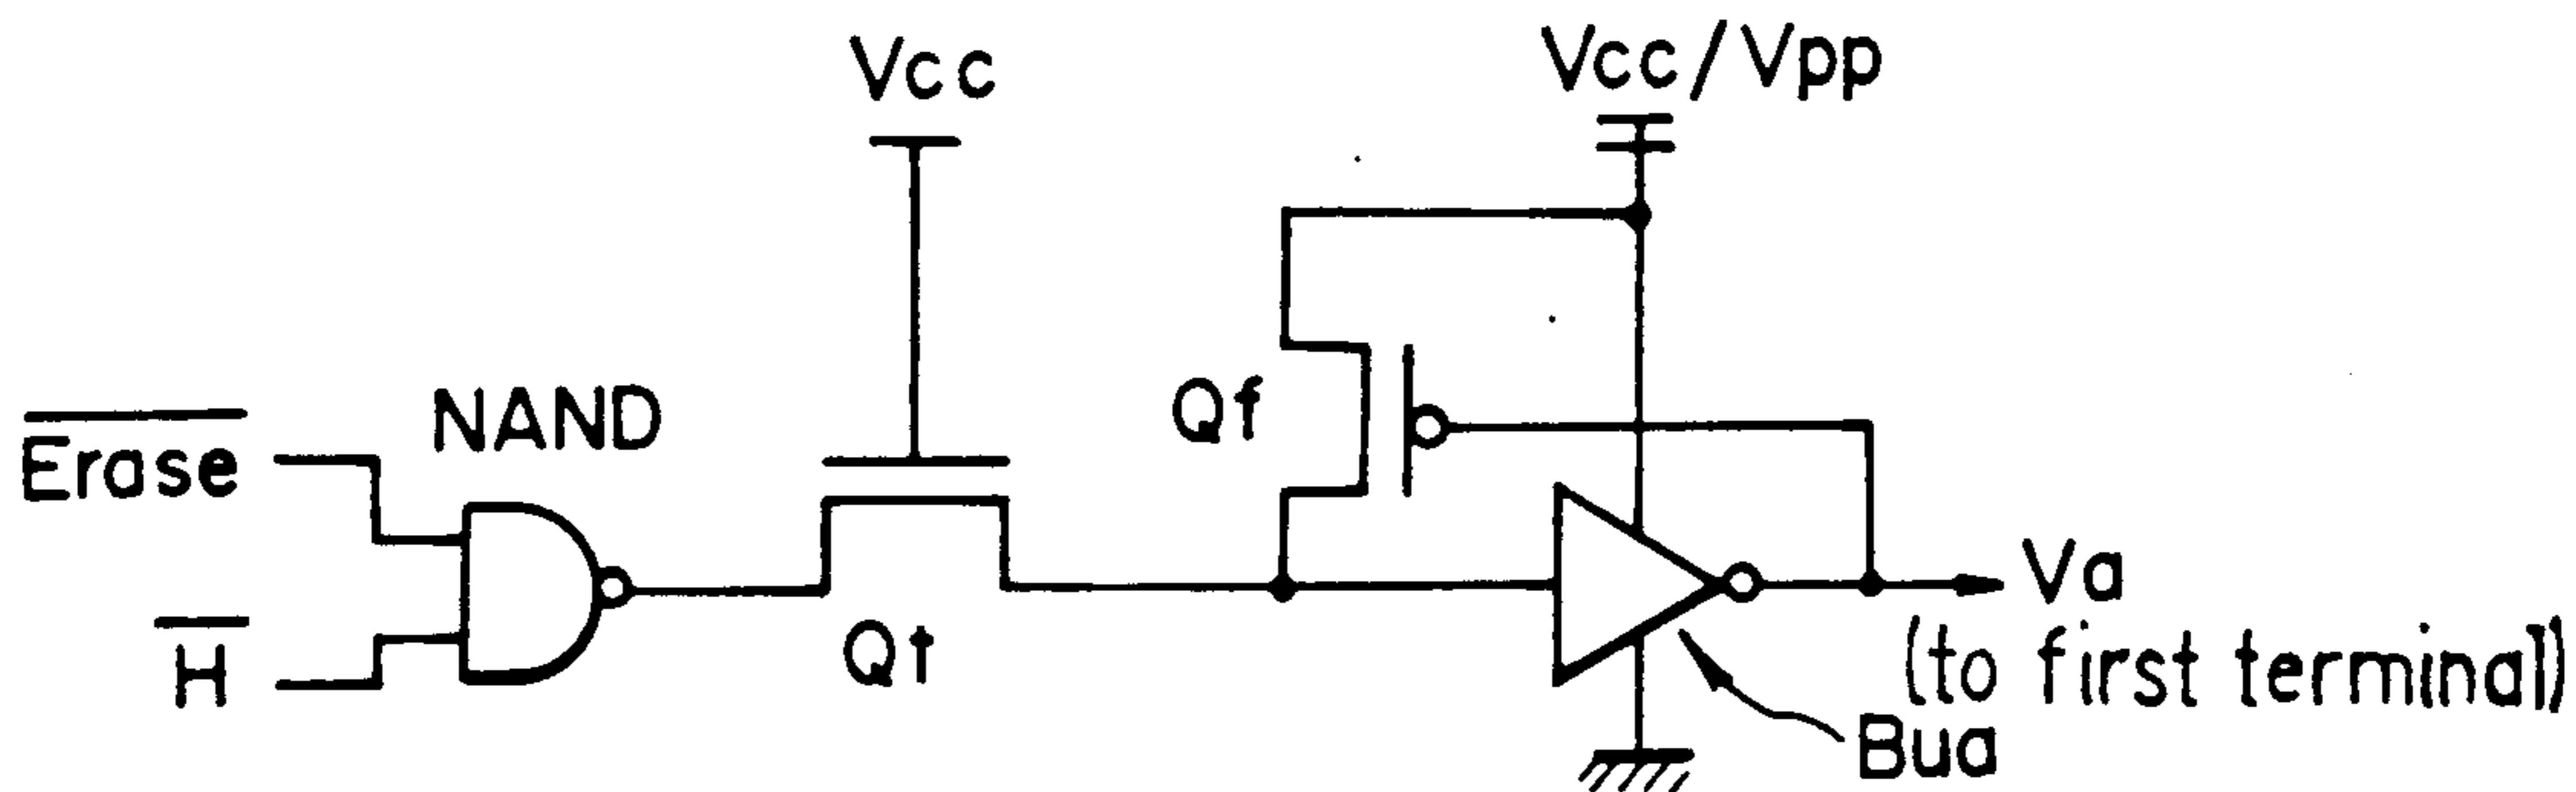 Vcc
Vcc/Vpp
NAND
Erase
H
Qt
Qf
Va
(to first terminal)
Bua